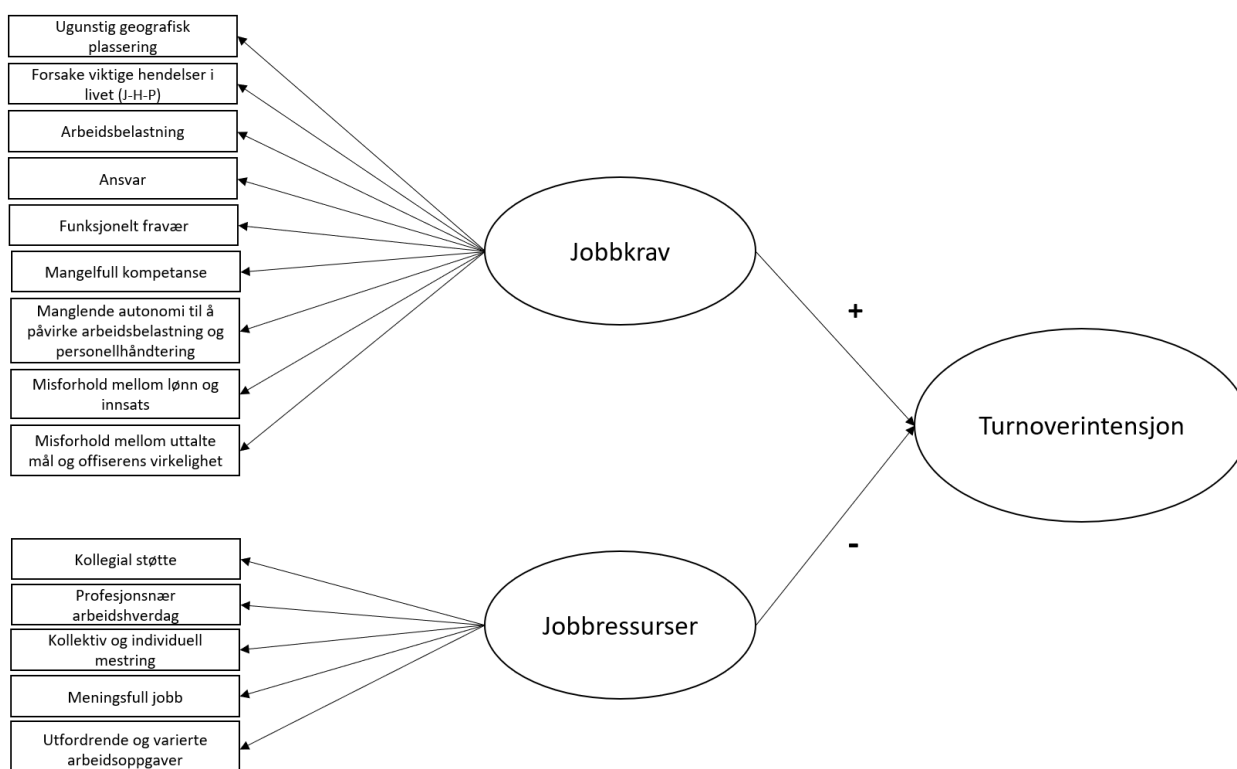 Ugunstig geografisk
plassering
Forsake viktige hendelser i
livet (J-H-P)
Arbeidsbelastning
Ansvar
Funksjonelt fravær
Mangelfull kompetanse
Manglende autonomi til å
påvirke arbeidsbelastning og
personellhåndtering
Misforhold mellom lønn og
innsats
Misforhold mellom uttalte
mål og offiserens virkelighet
Jobbkrav
+
Turnoverintensjon
-
Kollegial støtte
Profesjonsnær
arbeidshverdag
Kollektiv og individuell
mestring
Meningsfull jobb
Utfordrende og varierte
arbeidsoppgaver
Jobbressurser